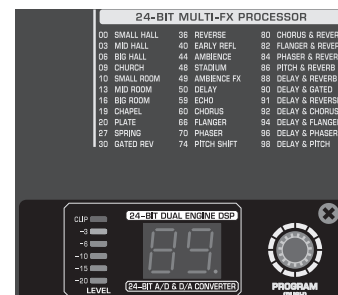 24-BIT MULTI-FX PROCESSOR
00 SMALL HALL 36 REVERSE 80 CHORUS & REVER
03 MID HALL 40 EARLY REFL 82 FLANGER & REVER
06 BIG HALL 44 AMBIENCE 84 PHASER & REVER
09 CHURCH 48 STADIUM 86 PITCH & REVERB
10 SMALL ROOM 49 AMBIENCE FX 88 DELAY & REVERB
13 MID ROOM 50 DELAY 90 DELAY & GATED
16 BIG ROOM 59 ECHO 91 DELAY & REVERSE
19 CHAPEL 60 CHORUS 92 DELAY & CHORUS
20 PLATE 66 FLANGER 94 DELAY & FLANGE
27 SPRING 70 PHASER 96 DELAY & PHASER
30 GATED REV 74 PITCH SHIFT 98 DELAY & PITCH
CLIP
-3
-6
-10
-15
-20
LEVEL
24-BIT DUAL ENGINE DSP
89.
24-BIT A/D & D/A CONVERTER
PROGRAM
(PUSH)